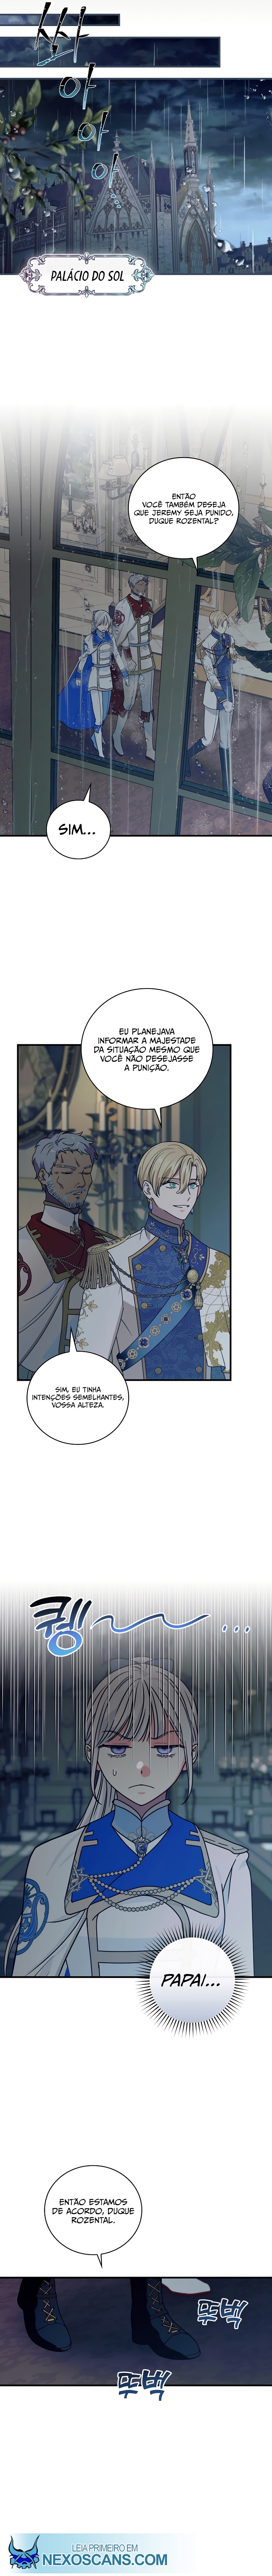 쏴
아
아
아
PALÁCIO DO SOL
ENTÃO
VOCÊ TAMBÉM DESEJA
QUE JEREMY SEJA PUNIDO,
DUQUE ROZENTAL?
SIM...
EU PLANEJAVA
INFORMAR A MAJESTADE
DA SITUAÇÃO MESMO QUE
VOCÊ NÃO DESEJASSE
A PUNIÇÃO.
SIM, EU TINHA
INTENÇÕES SEMELHANTES,
VOSSA ALTEZA.
쿵
...
PAPAI...
ENTÃO ESTAMOS
DE ACORDO, DUQUE
ROZENTAL.
뚜벅
뚜벅
LEIA PRIMEIRO EM
NEXOSCANS.COM